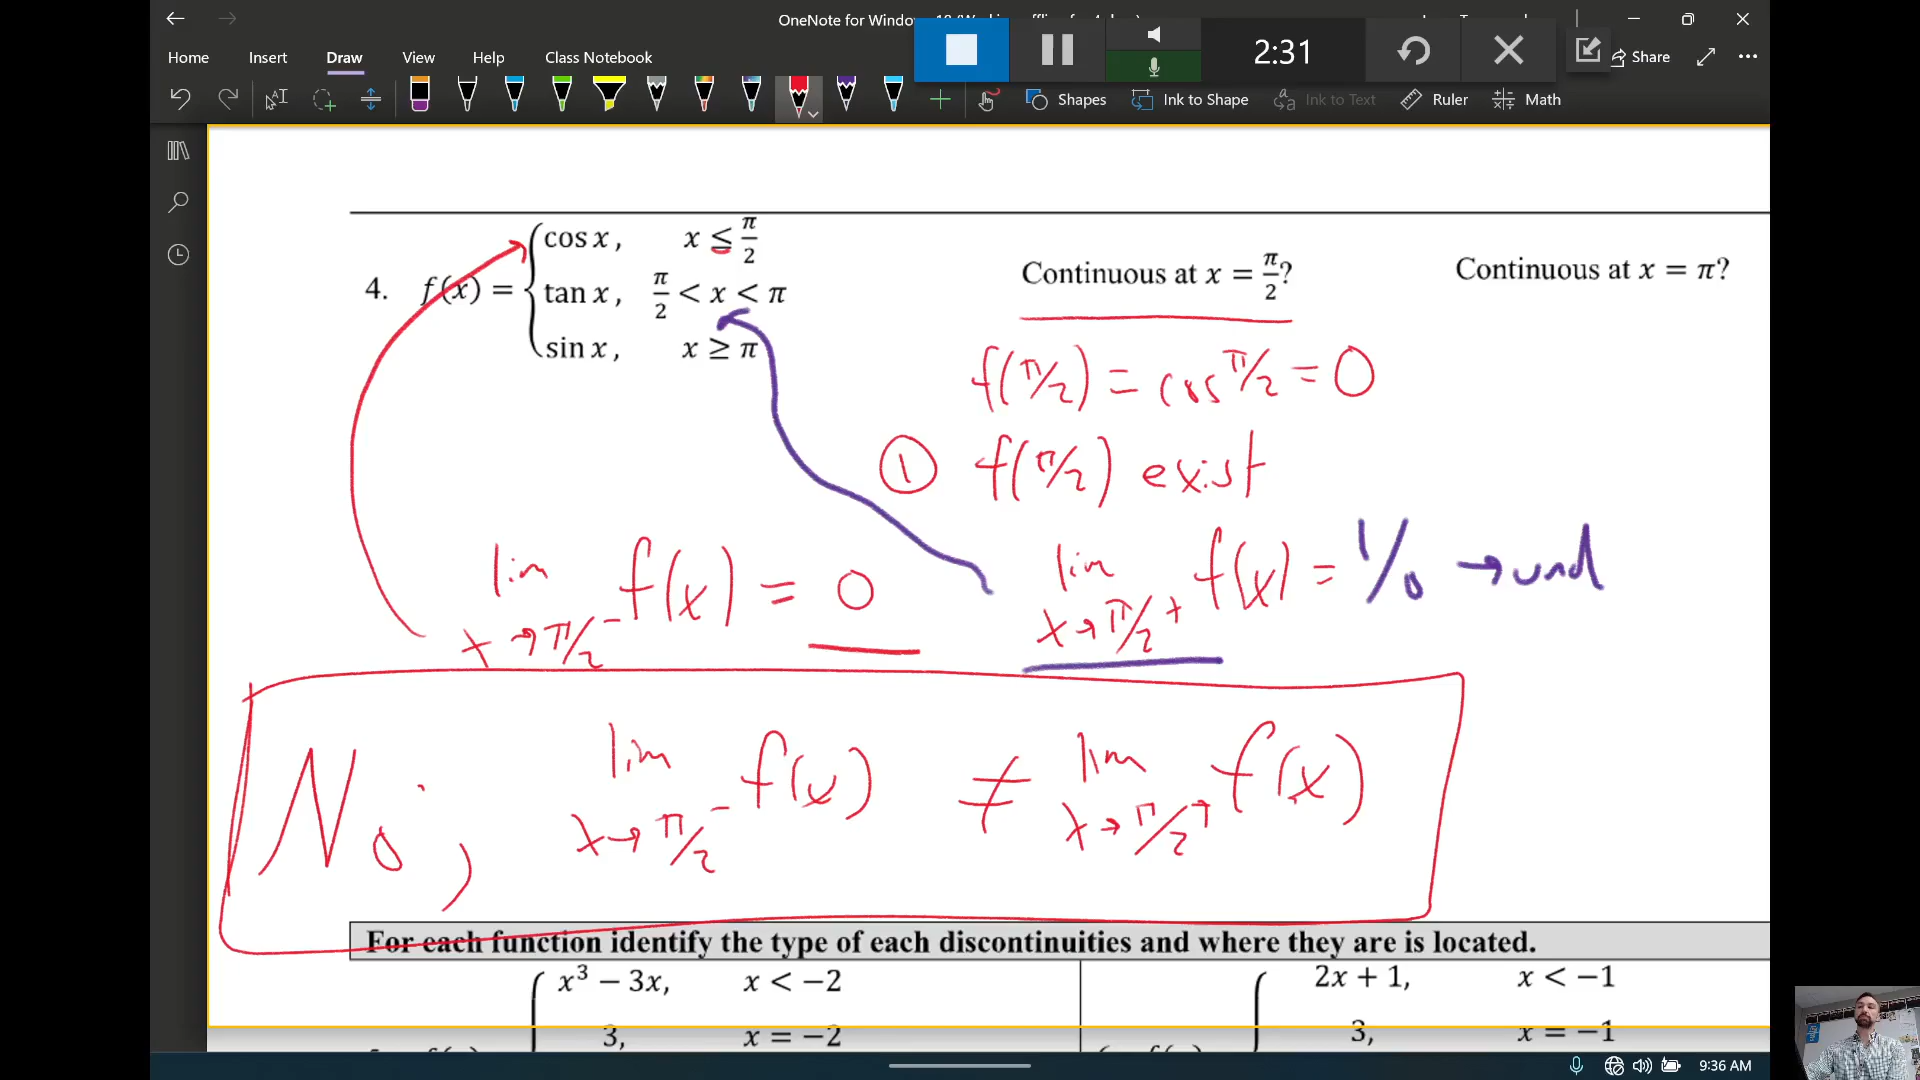 OneNote for Windo
2:31
Home Insert Draw View Help Class Notebook
Share
Shapes Ink to Shape Ink to Text Ruler Math
4. f(x) = { cos x, x ≤ π/2
tan x, π/2 < x < π
sin x, x ≥ π
Continuous at x = π/2?
Continuous at x = π?
f(π/2) = cos π/2 = 0
① f(π/2) exist
lim x→π/2⁻ f(x) = 0
lim x→π/2⁺ f(x) = 1/0 → und
No; lim x→π/2⁻ f(x) ≠ lim x→π/2⁺ f(x)
For each function identify the type of each discontinuities and where they are is located.
x³ − 3x, x < −2
3, x = −2
2x + 1, x < −1
3, x = −1
9:36 AM